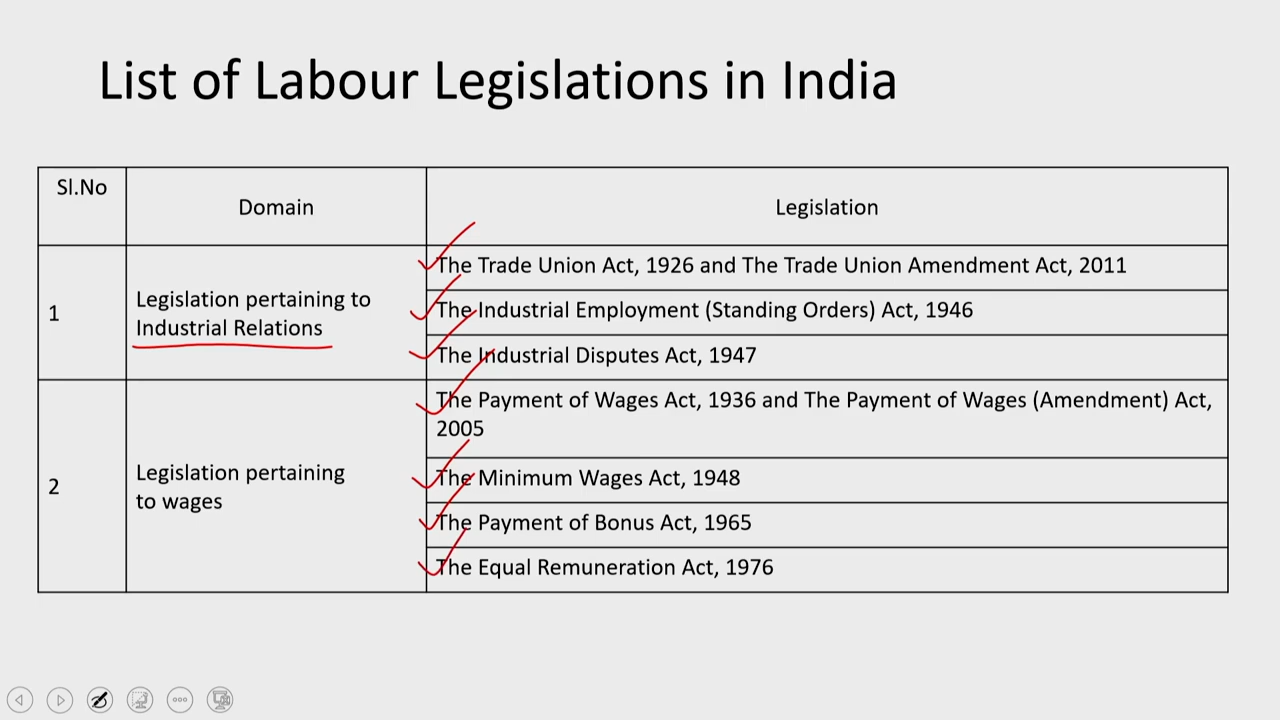 List of Labour Legislations in India
Sl.No
Domain
Legislation
1
Legislation pertaining to
Industrial Relations
The Trade Union Act, 1926 and The Trade Union Amendment Act, 2011
The Industrial Employment (Standing Orders) Act, 1946
The Industrial Disputes Act, 1947
2
Legislation pertaining
to wages
The Payment of Wages Act, 1936 and The Payment of Wages (Amendment) Act,
2005
The Minimum Wages Act, 1948
The Payment of Bonus Act, 1965
The Equal Remuneration Act, 1976